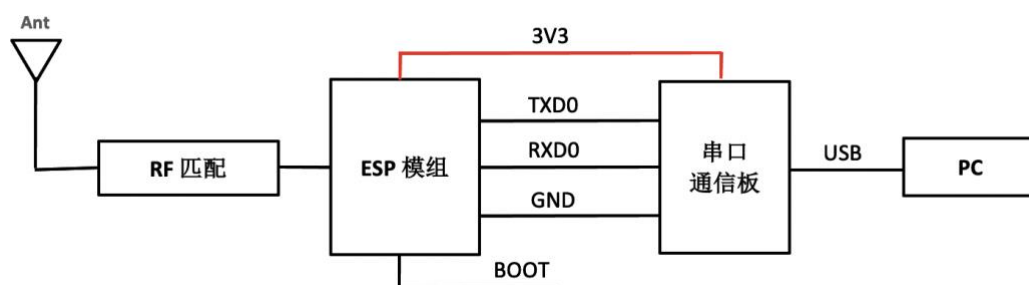 Ant
3V3
TXD0
RXD0
GND
RF 匹配
ESP 模组
串口
通信板
USB
PC
BOOT